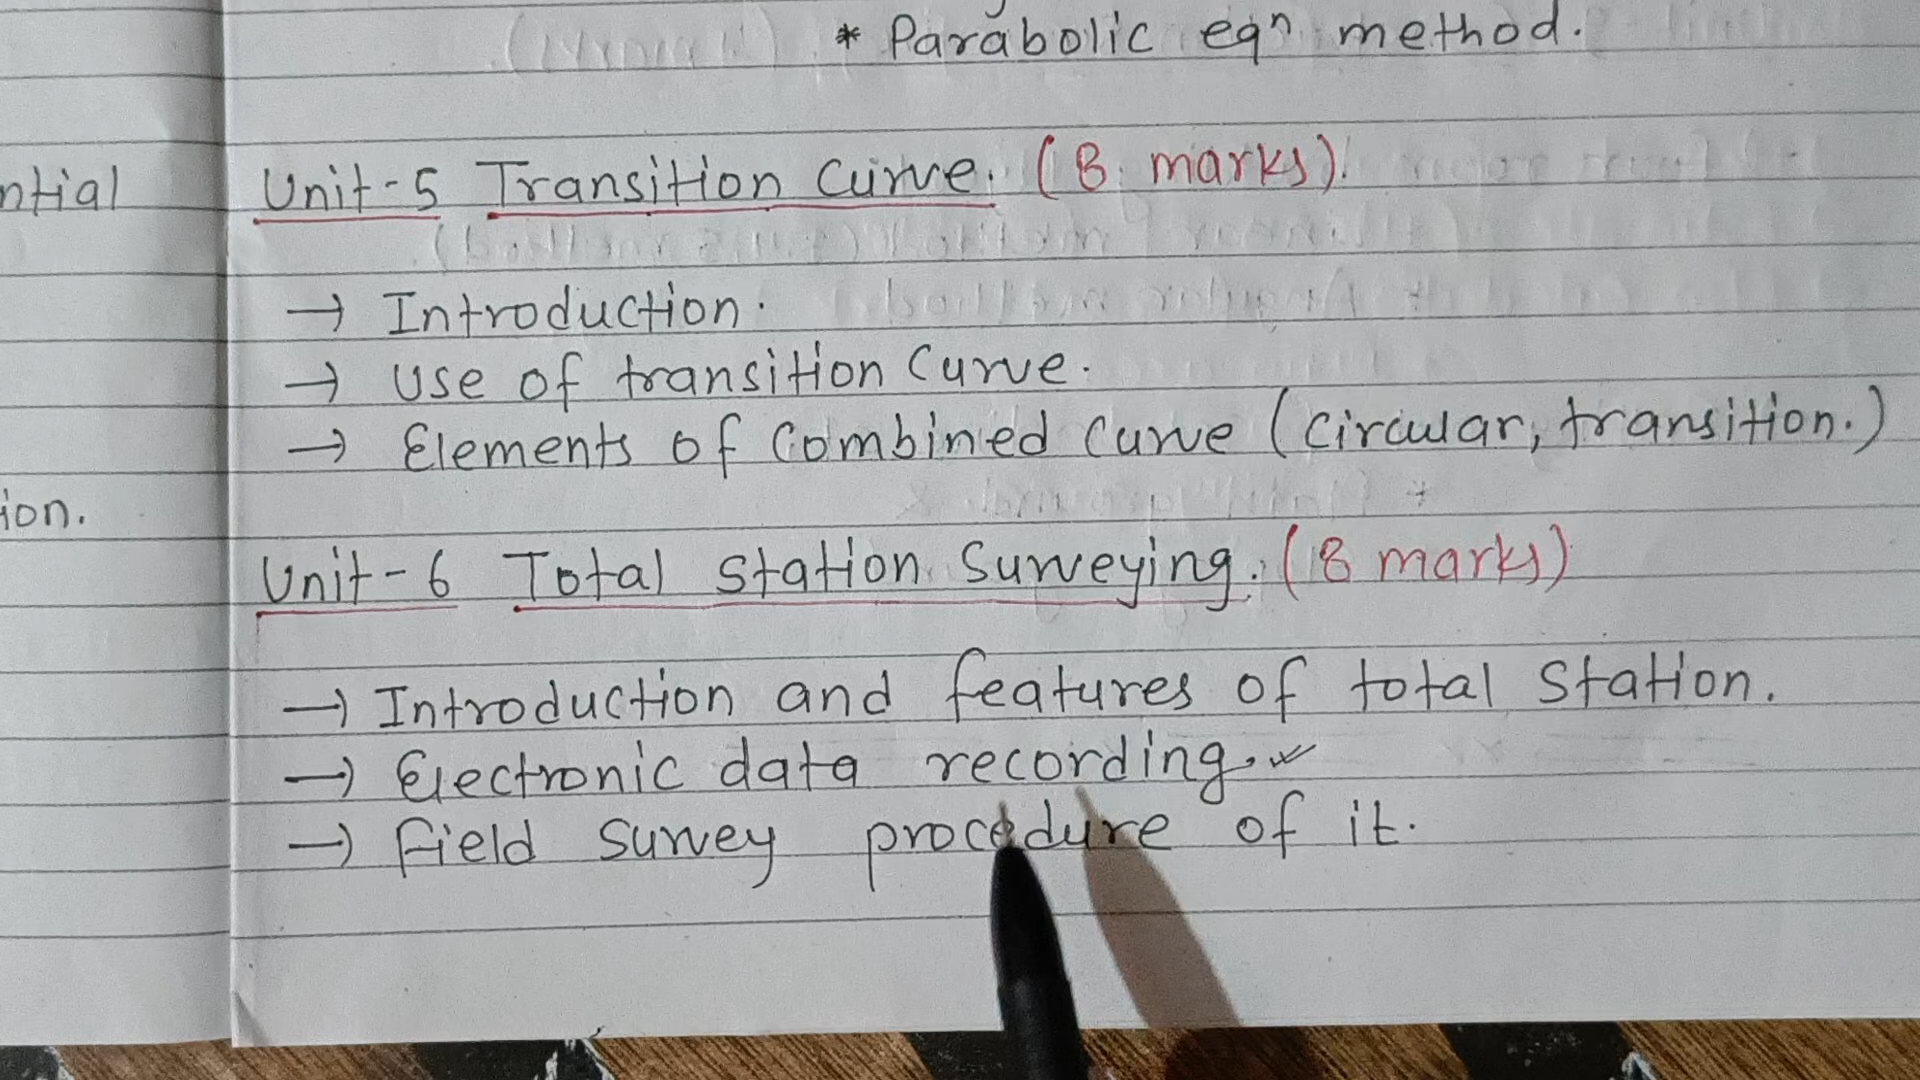 * Parabolic eqn method.
ntial
Unit-5 Transition Curve. (8 marks).
→ Introduction.
→ Use of transition Curve.
→ Elements of Combined Curve (Circular, transition.)
ion.
Unit-6 Total Station Surveying. (8 marks)
→ Introduction and features of total Station.
→ Electronic data recording.
→ Field Survey procedure of it.